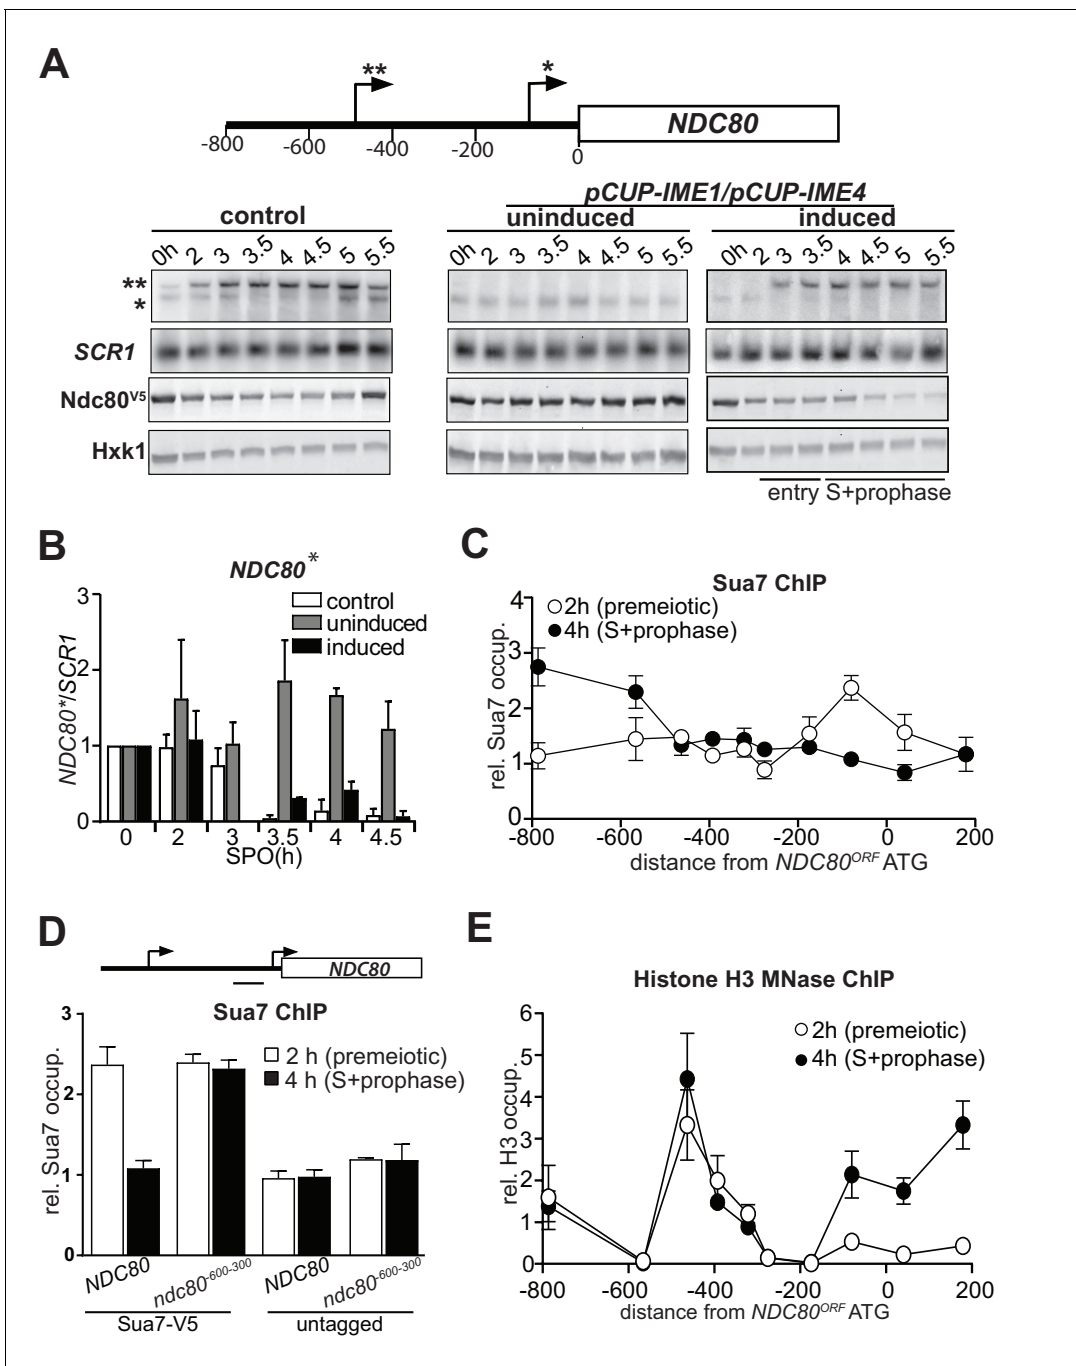 A
** *
NDC80
-800 -600 -400 -200 0
pCUP-IME1/pCUP-IME4
control uninduced induced
0h 2 3 3.5 4 4.5 5 5.5 0h 2 3 3.5 4 4.5 5 5.5 0h 2 3 3.5 4 4.5 5 5.5
**
*
SCR1
Ndc80V5
Hxk1
entry S+prophase
B
NDC80*
control
uninduced
induced
NDC80*/SCR1
3
2
1
0
0 2 3 3.5 4 4.5
SPO(h)
C
Sua7 ChIP
2h (premeiotic)
4h (S+prophase)
rel. Sua7 occup.
4
3
2
1
0
-800 -600 -400 -200 0 200
distance from NDC80ORF ATG
D
NDC80
Sua7 ChIP
2 h (premeiotic)
4 h (S+prophase)
rel. Sua7 occup.
3
2
1
0
NDC80 ndc80-600-300 NDC80 ndc80-600-300
Sua7-V5 untagged
E
Histone H3 MNase ChIP
2h (premeiotic)
4h (S+prophase)
rel. H3 occup.
6
5
4
3
2
1
0
-800 -600 -400 -200 0 200
distance from NDC80ORF ATG